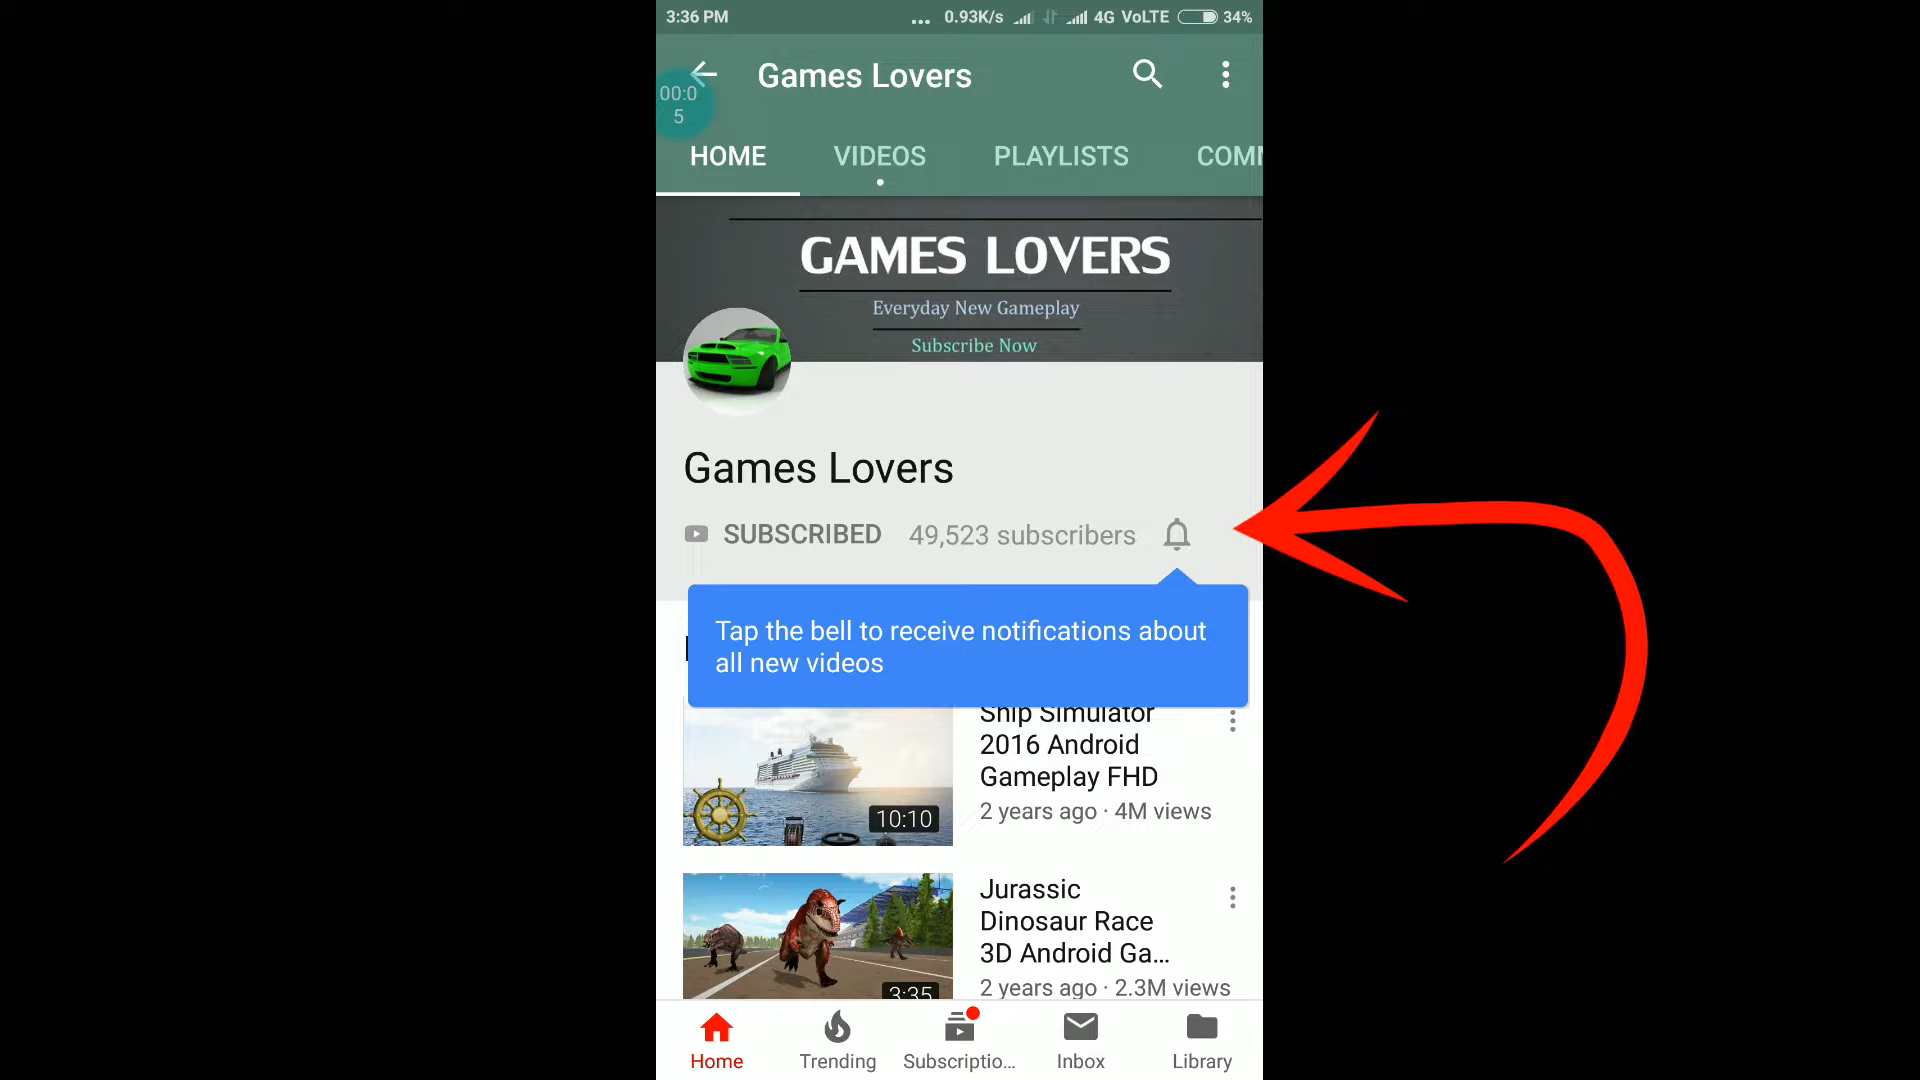 3:36 PM
... 0.93K/s 4G VoLTE 34%
Games Lovers
00:0
5
HOME VIDEOS PLAYLISTS COM
GAMES LOVERS
Everyday New Gameplay
Subscribe Now
Games Lovers
SUBSCRIBED 49,523 subscribers
Tap the bell to receive notifications about
all new videos
Ship Simulator
2016 Android
Gameplay FHD
2 years ago · 4M views
10:10
Jurassic
Dinosaur Race
3D Android Ga...
2 years ago · 2.3M views
3:35
Home Trending Subscriptio... Inbox Library